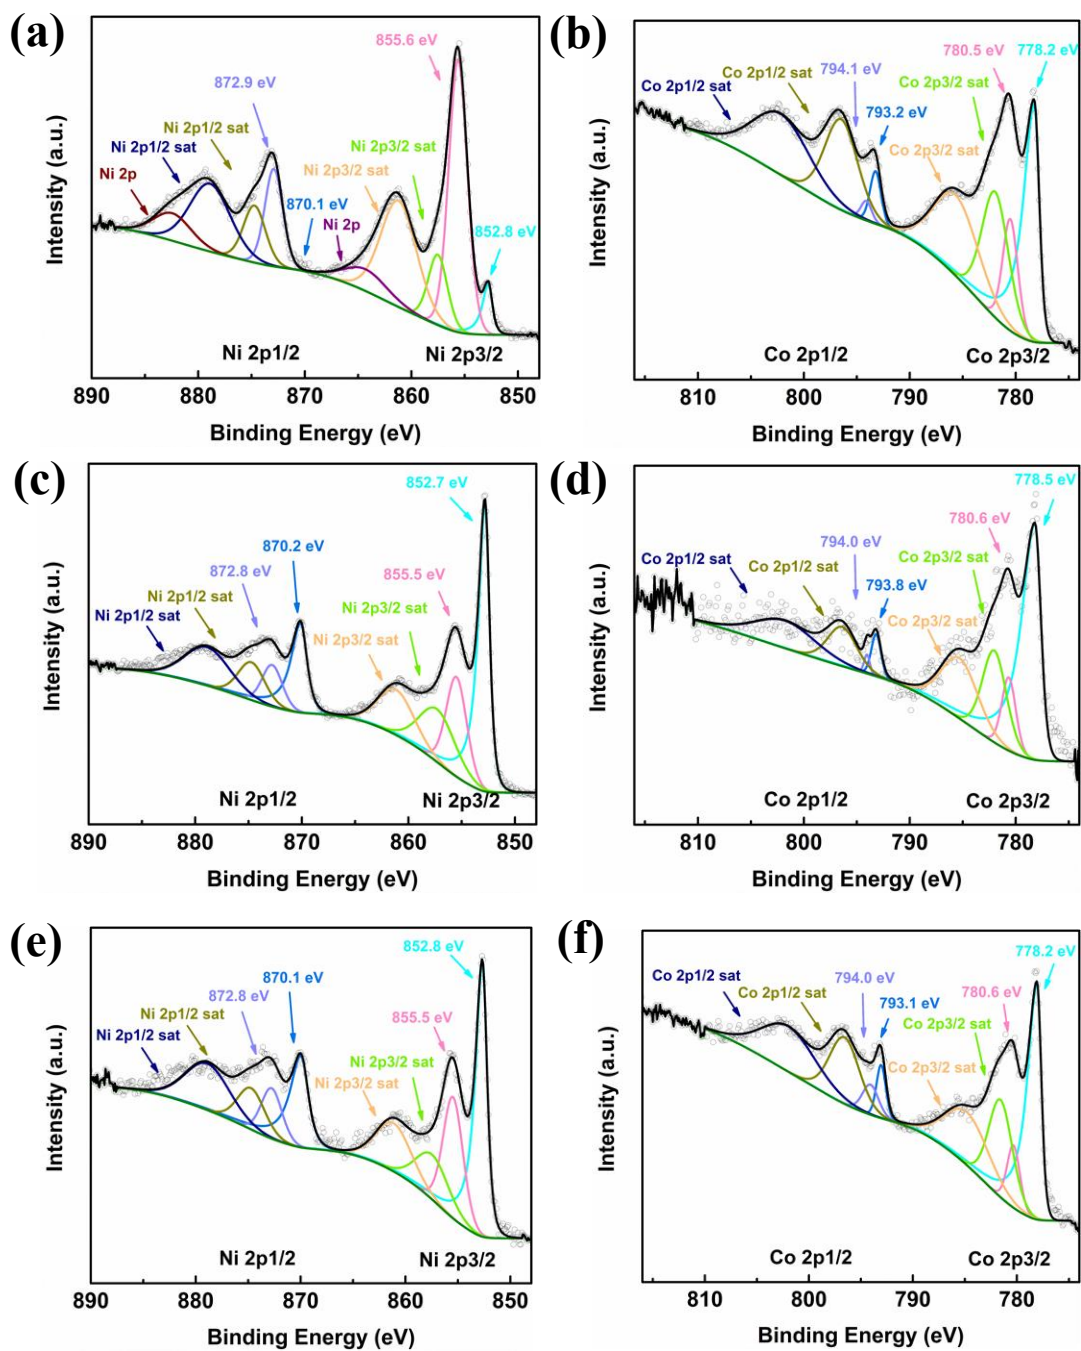 (a)
855.6 eV
872.9 eV
Ni 2p1/2 sat
Ni 2p1/2 sat
Ni 2p
Ni 2p3/2 sat
Ni 2p3/2 sat
870.1 eV
Ni 2p
852.8 eV
Ni 2p1/2
Ni 2p3/2
Intensity (a.u.)
890 880 870 860 850
Binding Energy (eV)
(b)
780.5 eV
778.2 eV
794.1 eV
Co 2p1/2 sat
Co 2p1/2 sat
Co 2p3/2 sat
793.2 eV
Co 2p3/2 sat
Co 2p1/2
Co 2p3/2
Intensity (a.u.)
810 800 790 780
Binding Energy (eV)
(c)
852.7 eV
870.2 eV
872.8 eV
855.5 eV
Ni 2p1/2 sat
Ni 2p1/2 sat
Ni 2p3/2 sat
Ni 2p3/2 sat
Ni 2p1/2
Ni 2p3/2
Intensity (a.u.)
890 880 870 860 850
Binding Energy (eV)
(d)
778.5 eV
780.6 eV
794.0 eV
Co 2p1/2 sat
Co 2p1/2 sat
Co 2p3/2 sat
793.8 eV
Co 2p3/2 sat
Co 2p1/2
Co 2p3/2
Intensity (a.u.)
810 800 790 780
Binding Energy (eV)
(e)
852.8 eV
870.1 eV
872.8 eV
855.5 eV
Ni 2p1/2 sat
Ni 2p1/2 sat
Ni 2p3/2 sat
Ni 2p3/2 sat
Ni 2p1/2
Ni 2p3/2
Intensity (a.u.)
890 880 870 860 850
Binding Energy (eV)
(f)
778.2 eV
794.0 eV
Co 2p1/2 sat
Co 2p1/2 sat
780.6 eV
793.1 eV
Co 2p3/2 sat
Co 2p3/2 sat
Co 2p1/2
Co 2p3/2
Intensity (a.u.)
810 800 790 780
Binding Energy (eV)